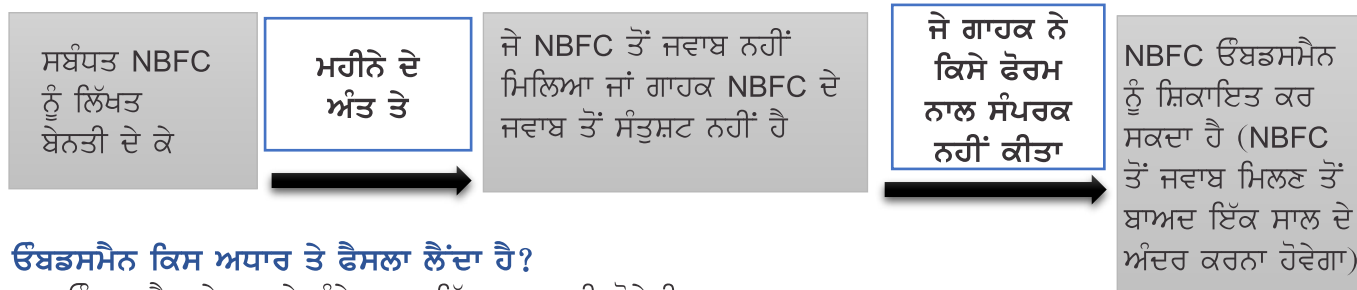 ਸਬੰਧਤ NBFC
ਨੂੰ ਲਿੱਖਤ
ਬੇਨਤੀ ਦੇ ਕੇ
ਮਹੀਨੇ ਦੇ
ਅੰਤ ਤੇ
ਜੇ NBFC ਤੋਂ ਜਵਾਬ ਨਹੀਂ
ਮਿਲਿਆ ਜਾਂ ਗਾਹਕ NBFC ਦੇ
ਜਵਾਬ ਤੋਂ ਸੰਤੁਸ਼ਟ ਨਹੀਂ ਹੈ
ਜੇ ਗਾਹਕ ਨੇ
ਕਿਸੇ ਫੋਰਮ
ਨਾਲ ਸੰਪਰਕ
ਨਹੀਂ ਕੀਤਾ
NBFC ਓੰਬਡਸਮੈਨ
ਨੂੰ ਸ਼ਿਕਾਇਤ ਕਰ
ਸਕਦਾ ਹੈ (NBFC
ਤੋਂ ਜਵਾਬ ਮਿਲਣ ਤੋਂ
ਬਾਅਦ ਇੱਕ ਸਾਲ ਦੇ
ਅੰਦਰ ਕਰਨਾ ਹੋਵੇਗਾ)
ਓੰਬਡਸਮੈਨ ਕਿਸ ਅਧਾਰ ਤੇ ਫੈਸਲਾ ਲੈਂਦਾ ਹੈ?